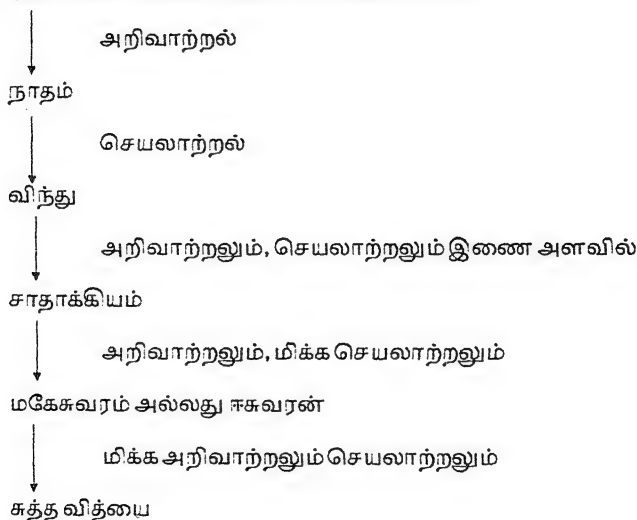 அறிவாற்றல்
நாதம்
செயலாற்றல்
விந்து
அறிவாற்றலும், செயலாற்றலும் இணை அளவில்
சாதாக்கியம்
அறிவாற்றலும், மிக்க செயலாற்றலும்
மகேசுவரம் அல்லது ஈசுவரன்
மிக்க அறிவாற்றலும் செயலாற்றலும்
சுத்த வித்யை